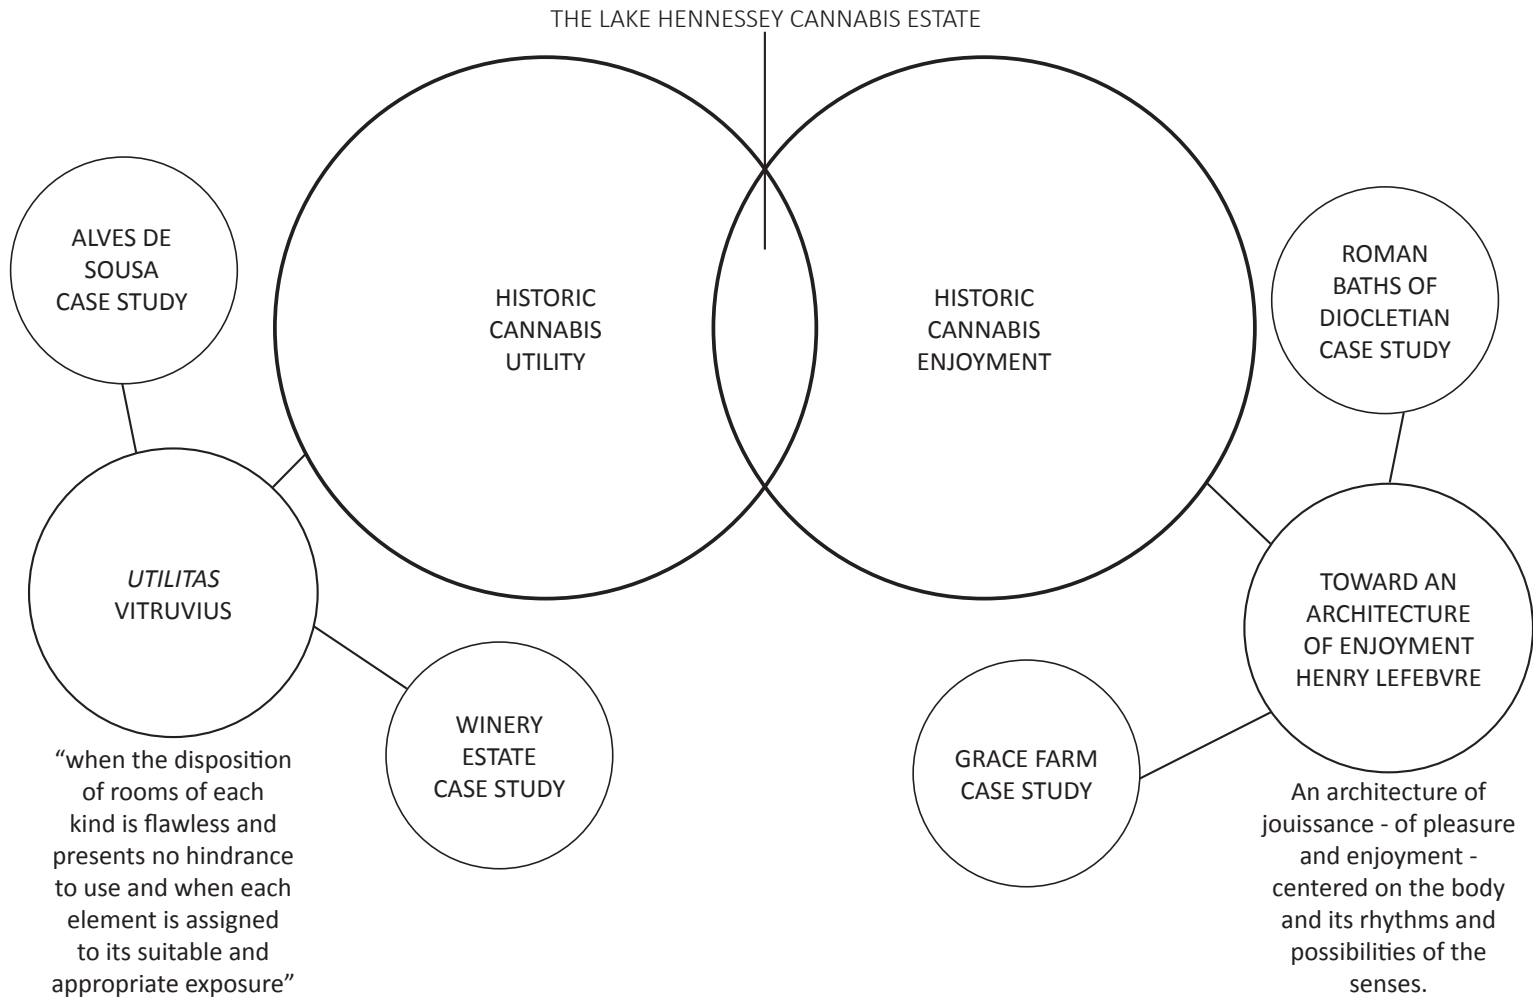 THE LAKE HENNESSEY CANNABIS ESTATE
ALVES DE
SOUSA
CASE STUDY
HISTORIC
CANNABIS
UTILITY
HISTORIC
CANNABIS
ENJOYMENT
ROMAN
BATHS OF
DIOCLETIAN
CASE STUDY
UTILITAS
VITRUVIUS
TOWARD AN
ARCHITECTURE
OF ENJOYMENT
HENRY LEFEBVRE
WINERY
ESTATE
CASE STUDY
GRACE FARM
CASE STUDY
“when the disposition
of rooms of each
kind is flawless and
presents no hindrance
to use and when each
element is assigned
to its suitable and
appropriate exposure”
An architecture of
jouissance - of pleasure
and enjoyment -
centered on the body
and its rhythms and
possibilities of the
senses.